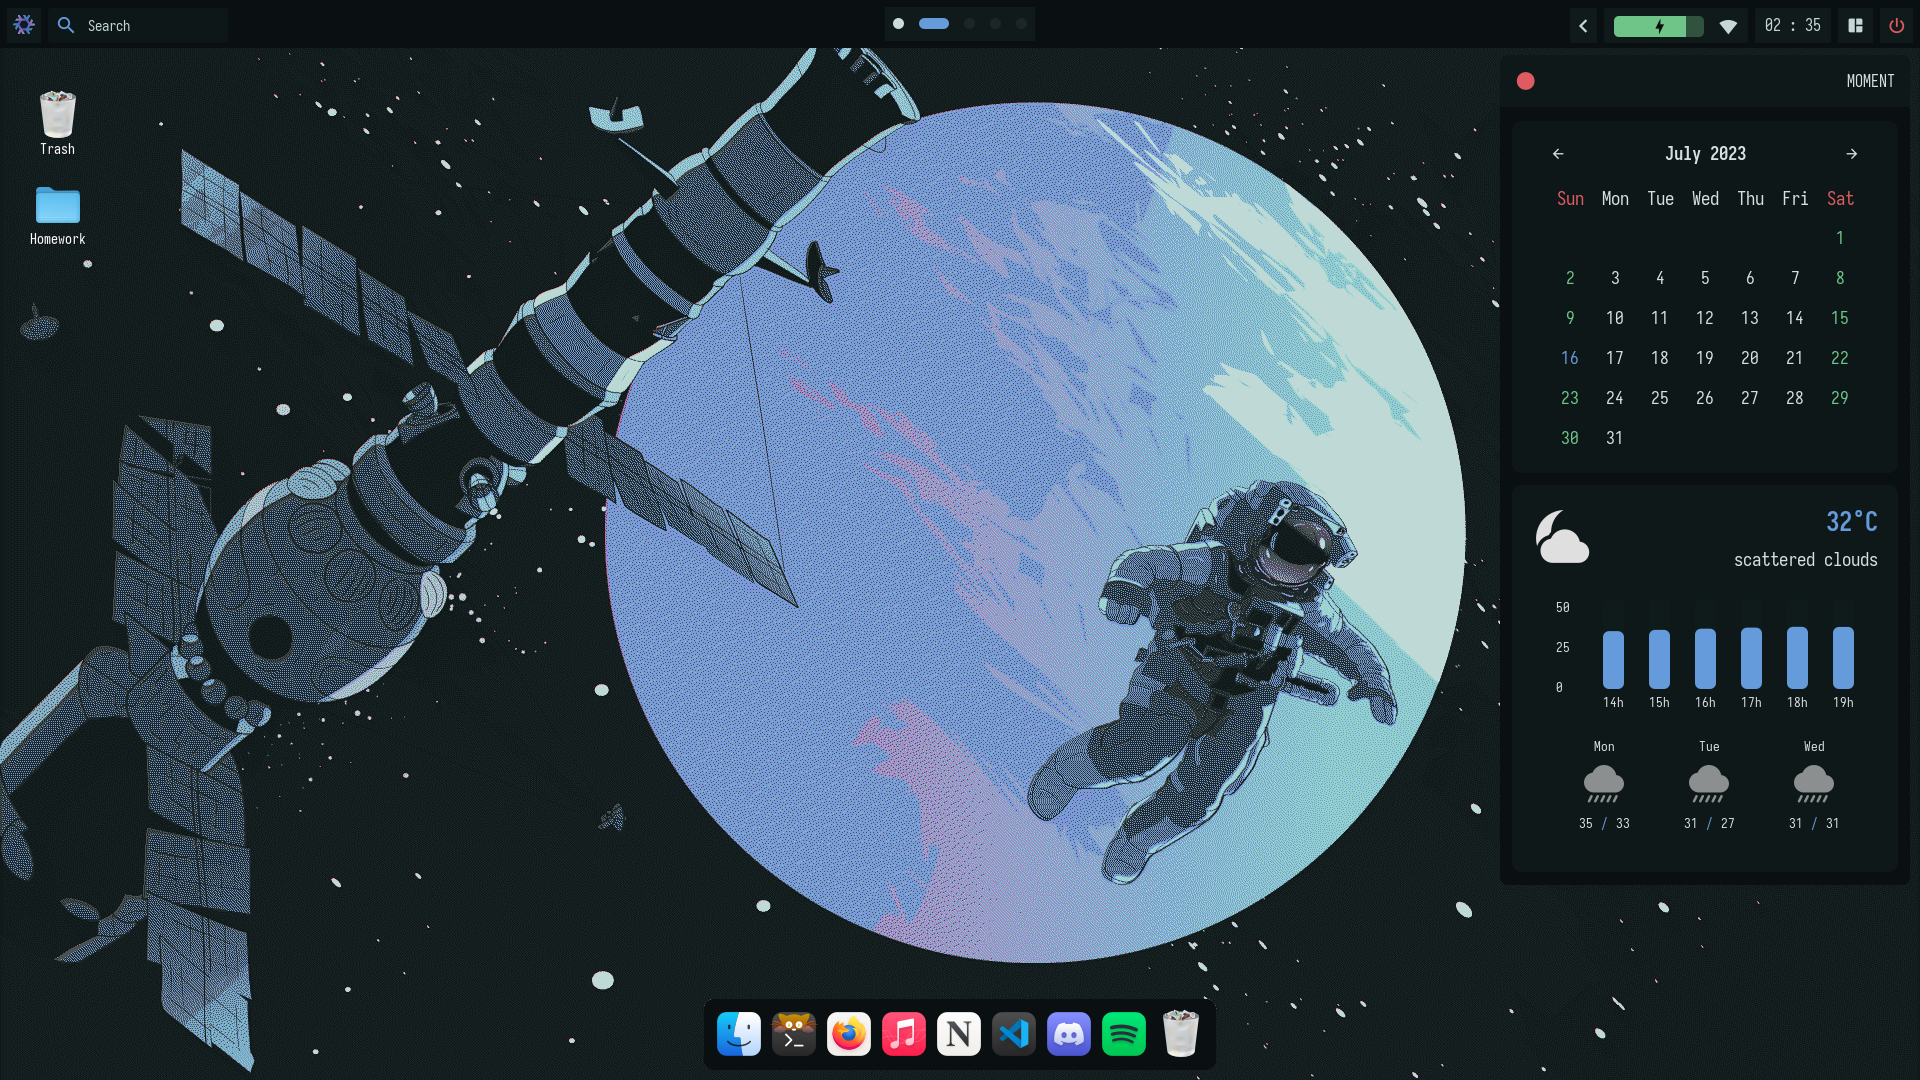 Search
02 : 35
Trash
Homework
MOMENT
July 2023
Sun Mon Tue Wed Thu Fri Sat
1
2 3 4 5 6 7 8
9 10 11 12 13 14 15
16 17 18 19 20 21 22
23 24 25 26 27 28 29
30 31
32°C
scattered clouds
50
25
0
14h 15h 16h 17h 18h 19h
Mon Tue Wed
35 / 33 31 / 27 31 / 31
N